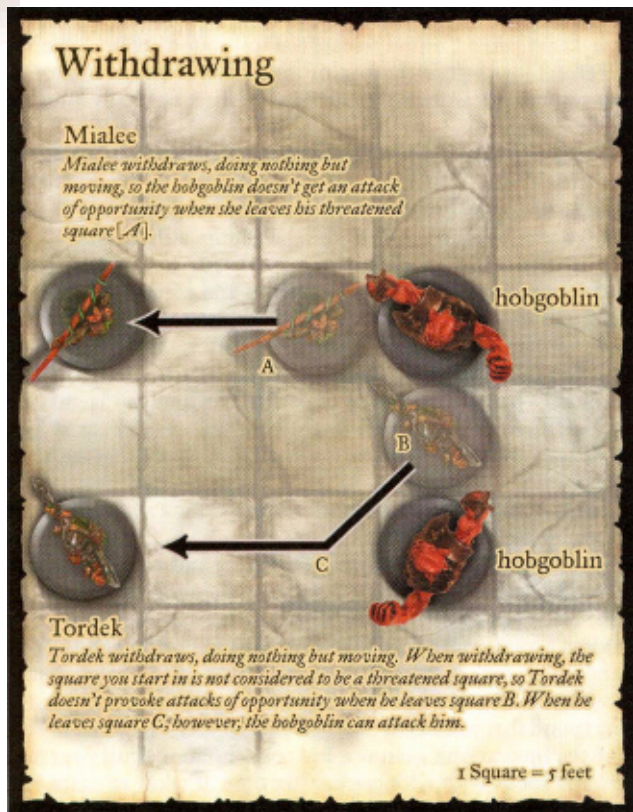 Withdrawing
Mialee
Mialee withdraws, doing nothing but
moving, so the hobgoblin doesn't get an attack
of opportunity when she leaves his threatened
square [A].
hobgoblin
A
B
C
hobgoblin
Tordek
Tordek withdraws, doing nothing but moving. When withdrawing, the
square you start in is not considered to be a threatened square, so Tordek
doesn't provoke attacks of opportunity when he leaves square B. When he
leaves square C, however, the hobgoblin can attack him.
1 Square = 5 feet